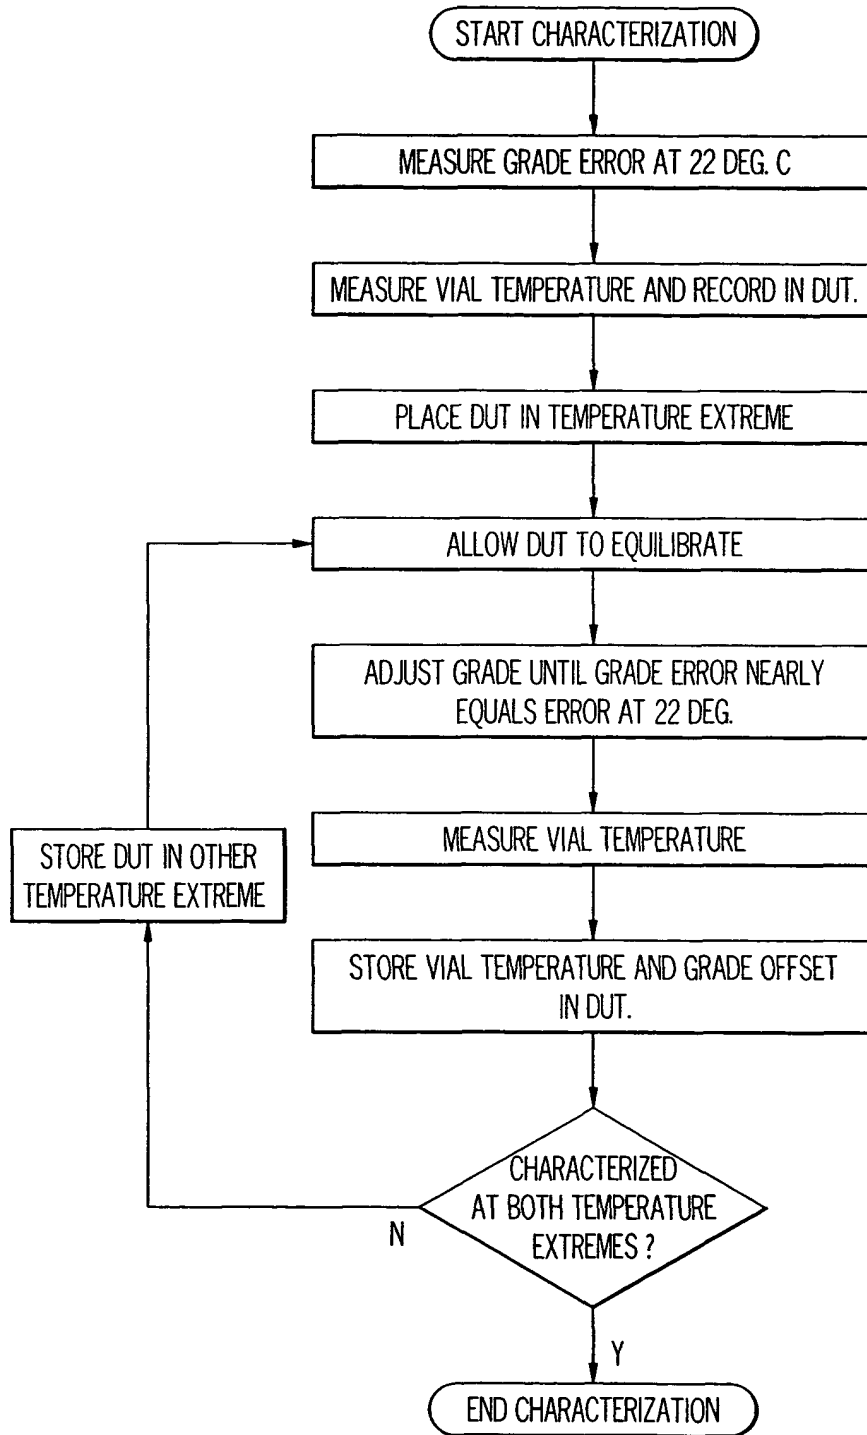 START CHARACTERIZATION
MEASURE GRADE ERROR AT 22 DEG. C
MEASURE VIAL TEMPERATURE AND RECORD IN DUT.
PLACE DUT IN TEMPERATURE EXTREME
ALLOW DUT TO EQUILIBRATE
ADJUST GRADE UNTIL GRADE ERROR NEARLY
EQUALS ERROR AT 22 DEG.
MEASURE VIAL TEMPERATURE
STORE DUT IN OTHER
TEMPERATURE EXTREME
STORE VIAL TEMPERATURE AND GRADE OFFSET
IN DUT.
CHARACTERIZED
AT BOTH TEMPERATURE
EXTREMES ?
N
Y
END CHARACTERIZATION